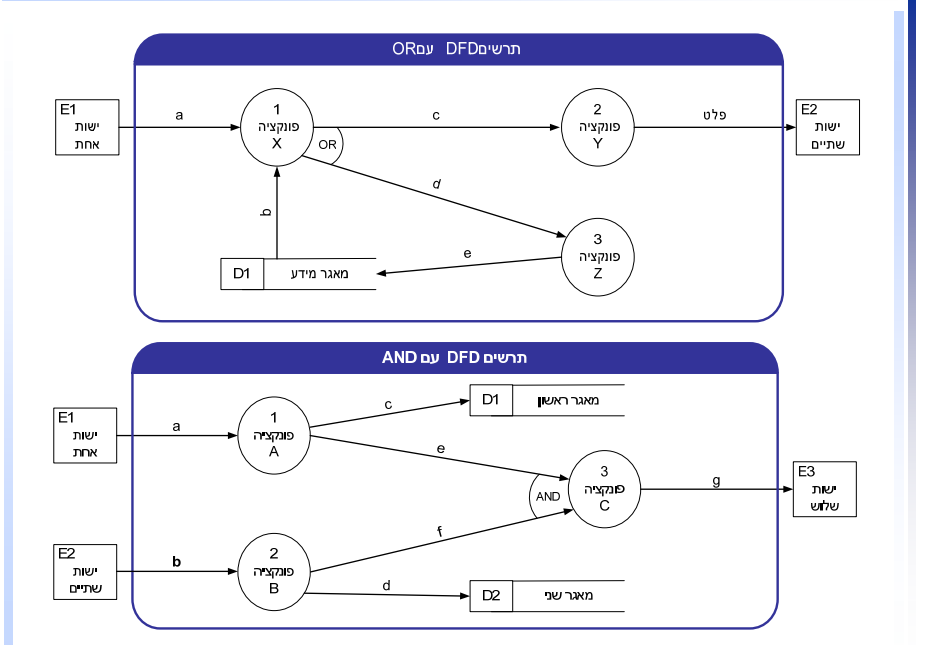 תרשים DFD עם OR
E1
ישות
אחת
a
1
פונקציה
X
OR
c
2
פונקציה
Y
פלט
E2
ישות
שתיים
d
b
3
פונקציה
Z
e
D1
מאגר מידע
תרשים DFD עם AND
E1
ישות
אחת
a
1
פונקציה
A
c
D1
מאגר ראשון
e
AND
3
פונקציה
C
g
E3
ישות
שלוש
f
E2
ישות
שתיים
b
2
פונקציה
B
d
D2
מאגר שני